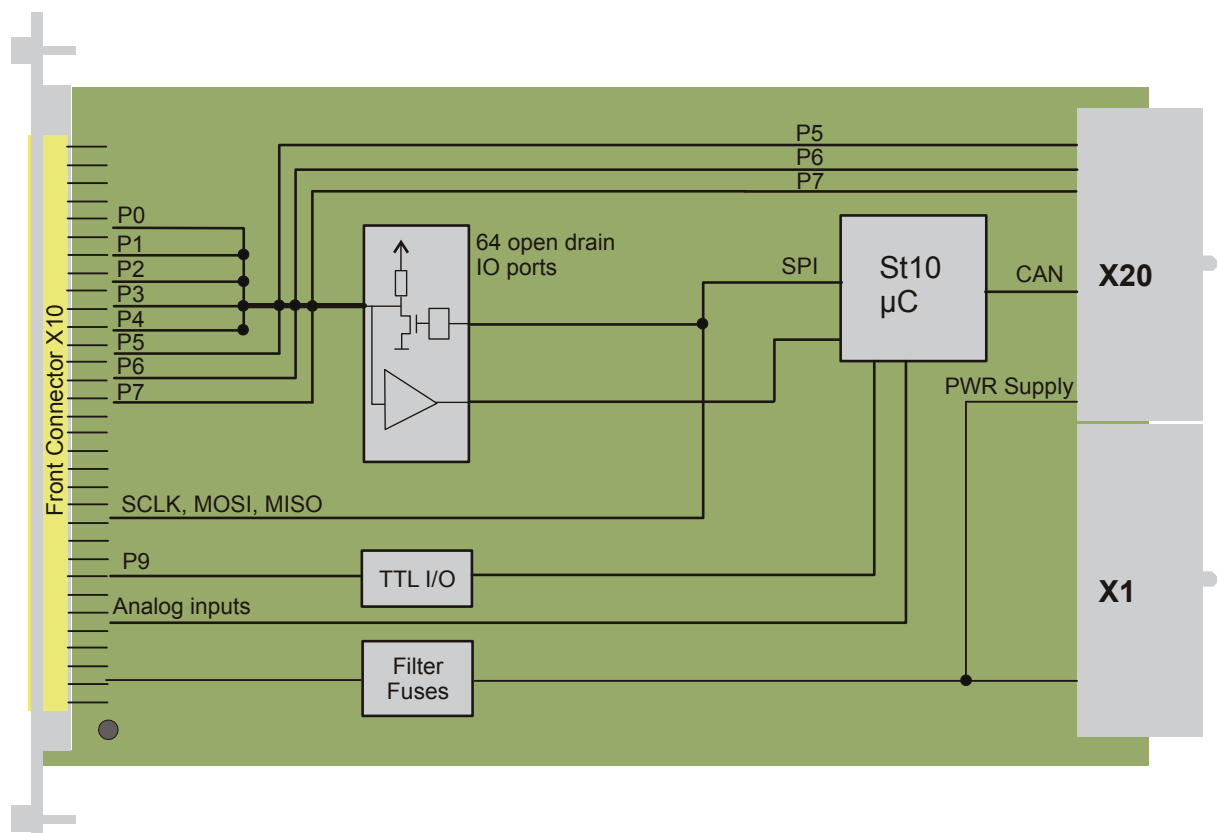 P5
P6
P7
P0
P1
P2
P3
P4
P5
P6
P7
64 open drain
IO ports
SPI
St10
µC
CAN
X20
PWR Supply
Front Connector X10
SCLK, MOSI, MISO
P9
TTL I/O
X1
Analog inputs
Filter
Fuses